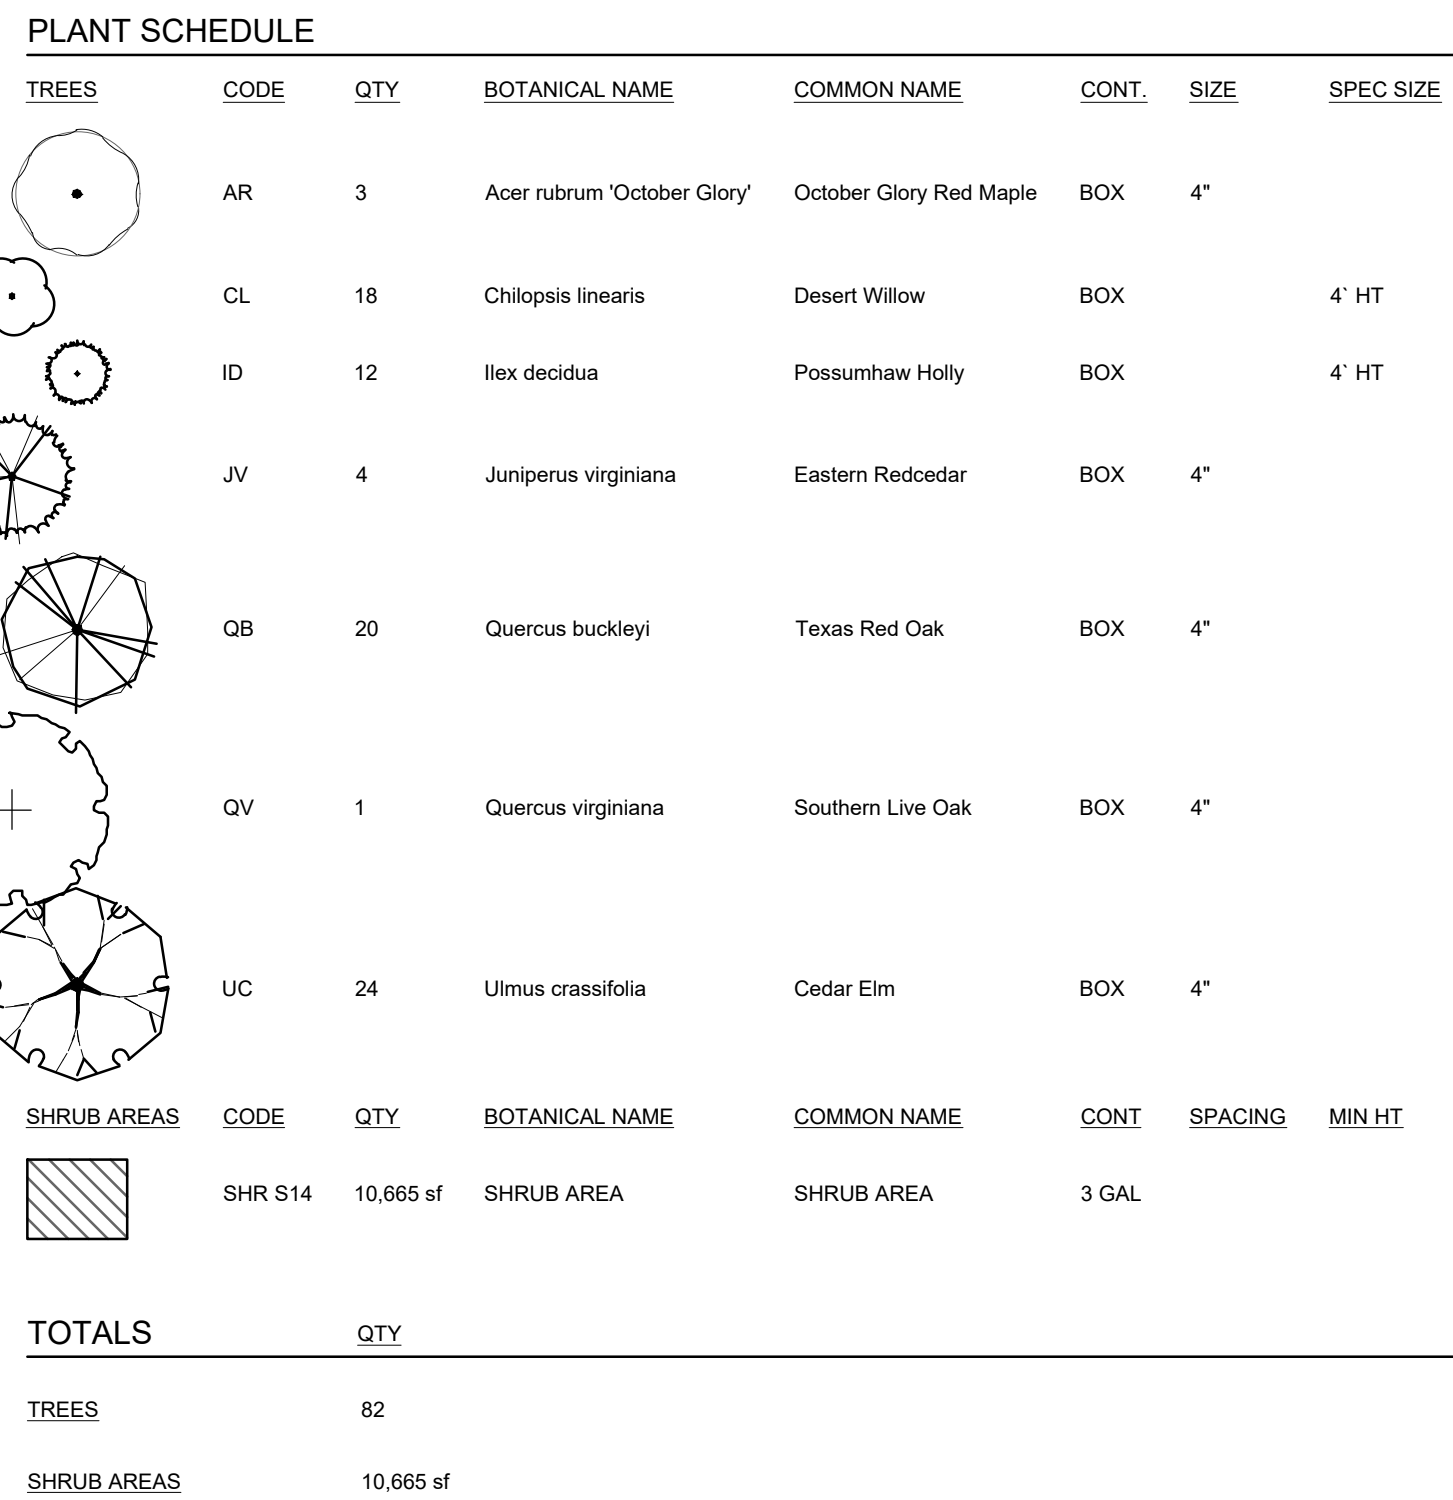 PLANT SCHEDULE
TREES CODE QTY BOTANICAL NAME COMMON NAME CONT. SIZE SPEC SIZE
AR 3 Acer rubrum 'October Glory' October Glory Red Maple BOX 4"
CL 18 Chilopsis linearis Desert Willow BOX 4` HT
ID 12 Ilex decidua Possumhaw Holly BOX 4` HT
JV 4 Juniperus virginiana Eastern Redcedar BOX 4"
QB 20 Quercus buckleyi Texas Red Oak BOX 4"
QV 1 Quercus virginiana Southern Live Oak BOX 4"
UC 24 Ulmus crassifolia Cedar Elm BOX 4"
SHRUB AREAS CODE QTY BOTANICAL NAME COMMON NAME CONT SPACING MIN HT
SHR S14 10,665 sf SHRUB AREA SHRUB AREA 3 GAL
TOTALS QTY
TREES 82
SHRUB AREAS 10,665 sf